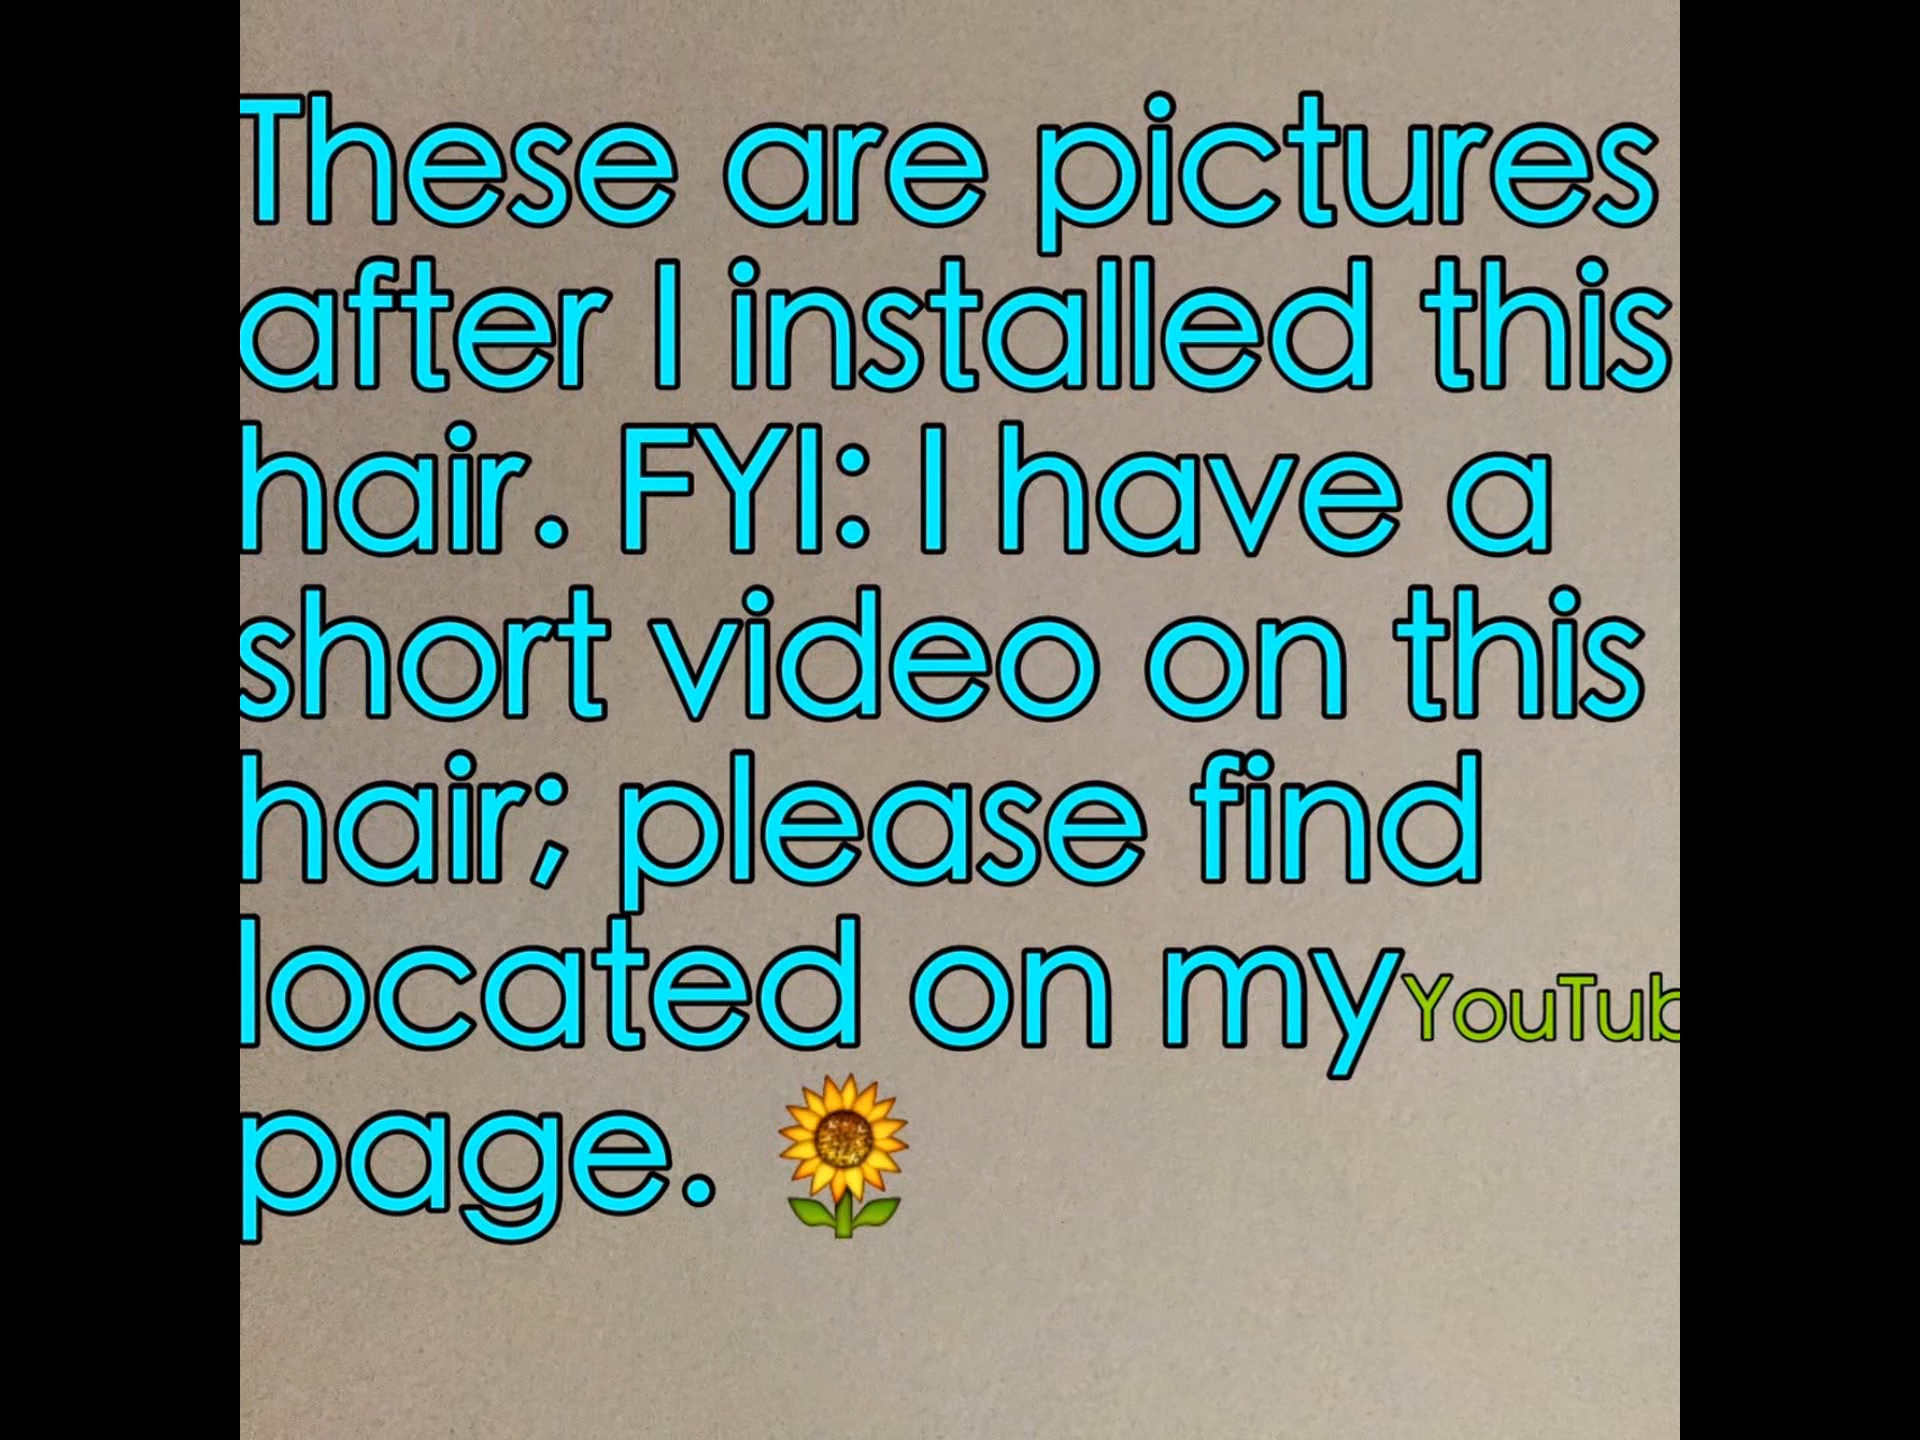 These are pictures
after I installed this
hair. FYI: I have a
short video on this
hair; please find
located on my YouTub
page. 🌻